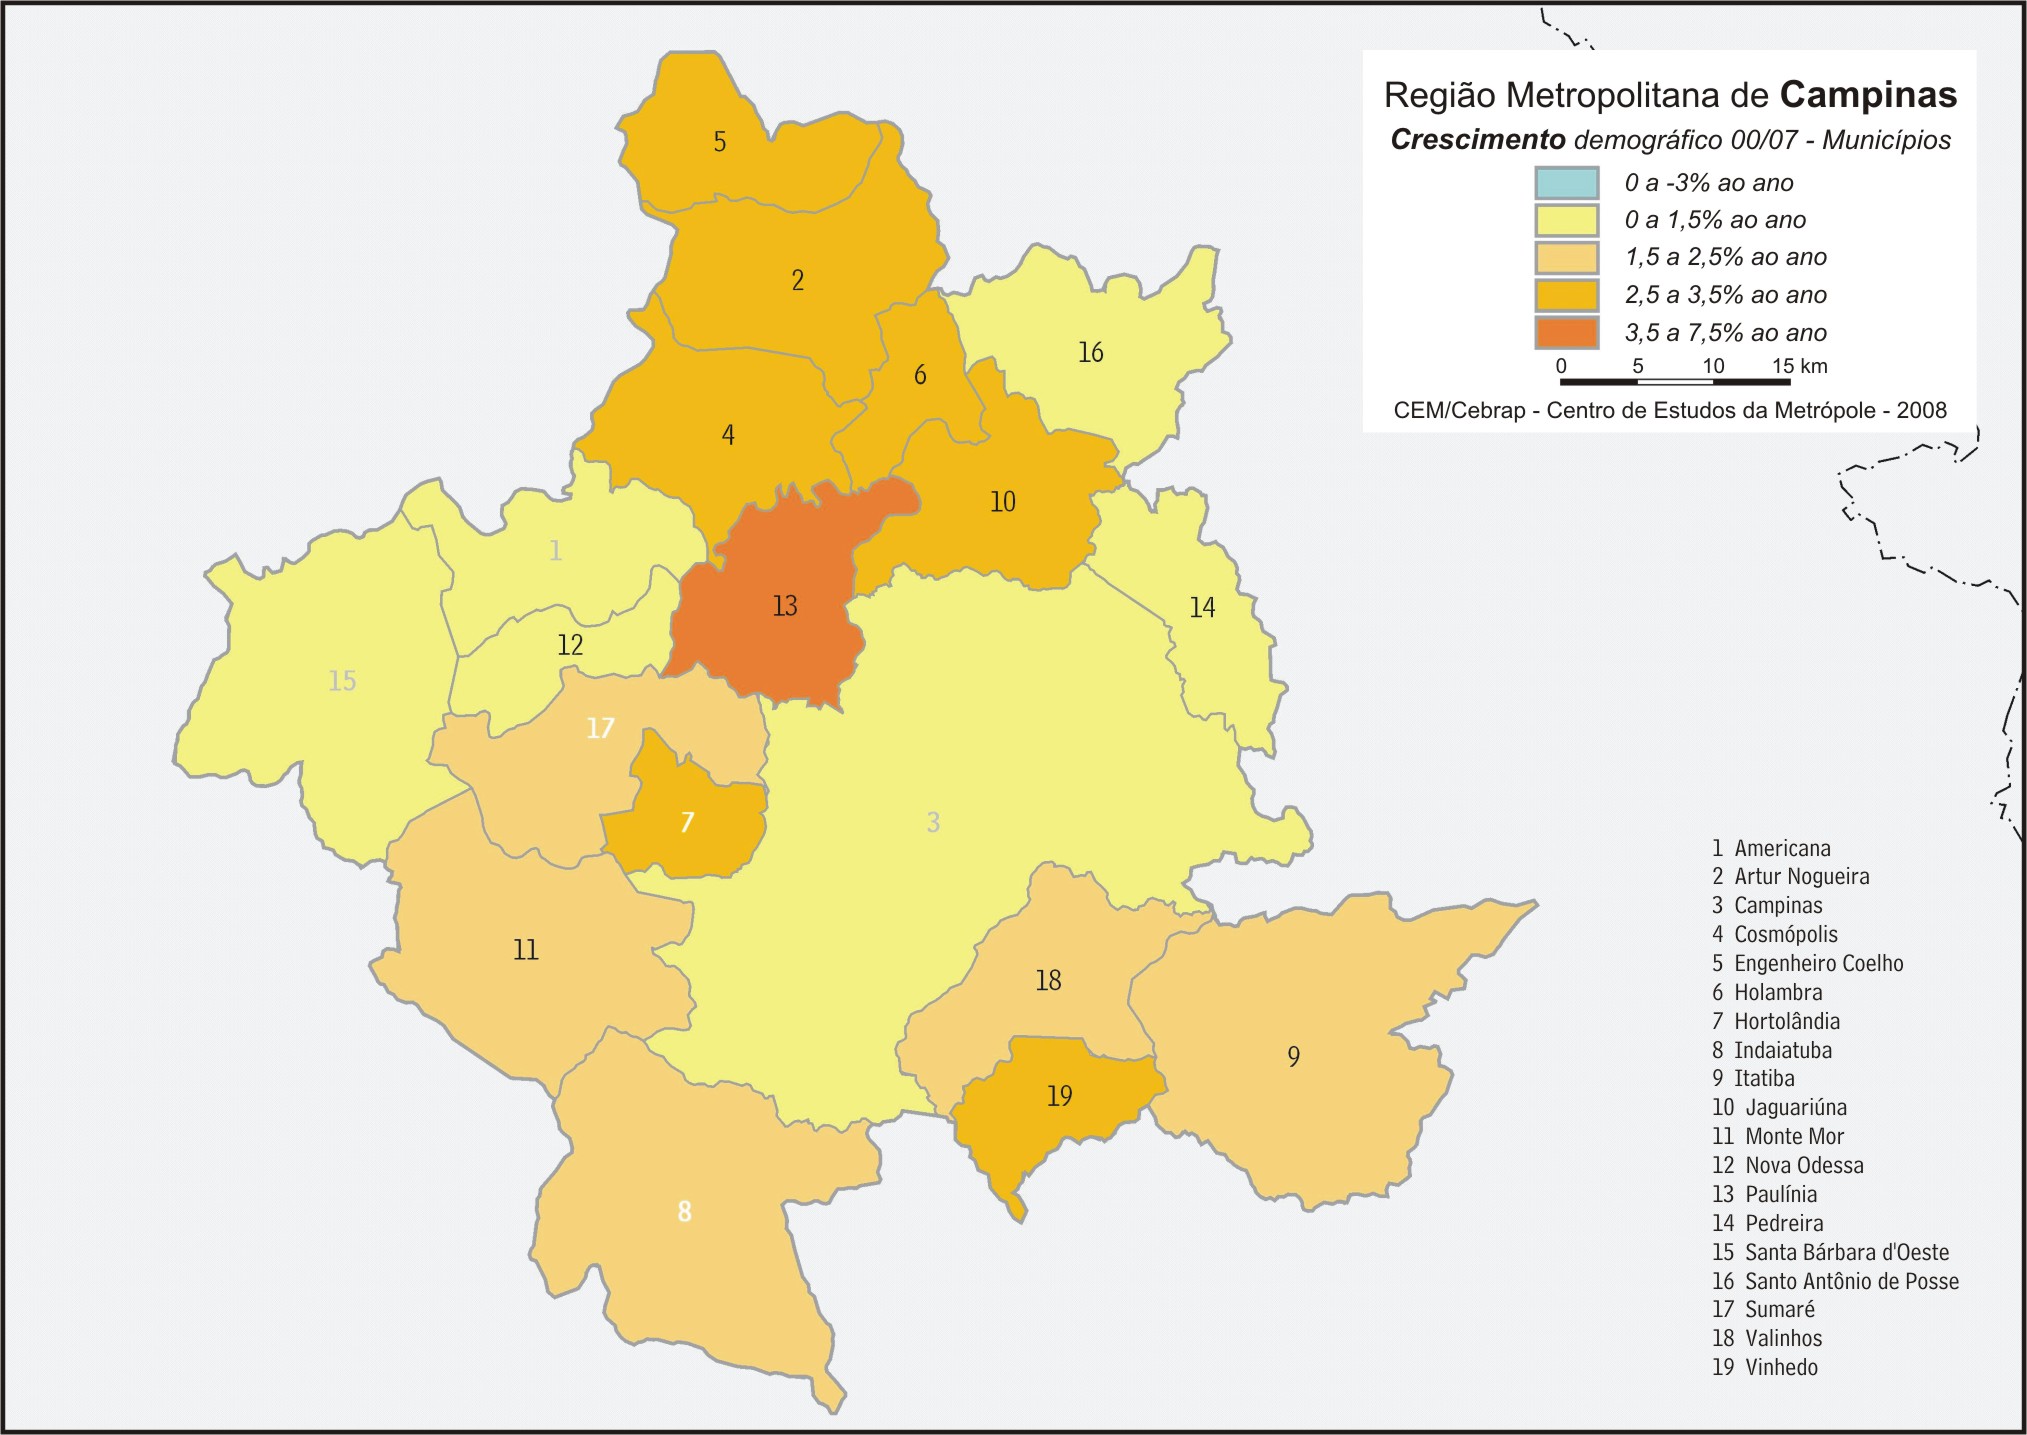 Região Metropolitana de Campinas
Crescimento demográfico 00/07 - Municípios
0 a -3% ao ano
0 a 1,5% ao ano
1,5 a 2,5% ao ano
2,5 a 3,5% ao ano
3,5 a 7,5% ao ano
0 5 10 15 km
CEM/Cebrap - Centro de Estudos da Metrópole - 2008
5
2
16
6
4
10
1
13
14
12
15
17
7
3
11
18
9
19
8
1 Americana
2 Artur Nogueira
3 Campinas
4 Cosmópolis
5 Engenheiro Coelho
6 Holambra
7 Hortolândia
8 Indaiatuba
9 Itatiba
10 Jaguariúna
11 Monte Mor
12 Nova Odessa
13 Paulínia
14 Pedreira
15 Santa Bárbara d'Oeste
16 Santo Antônio de Posse
17 Sumaré
18 Valinhos
19 Vinhedo